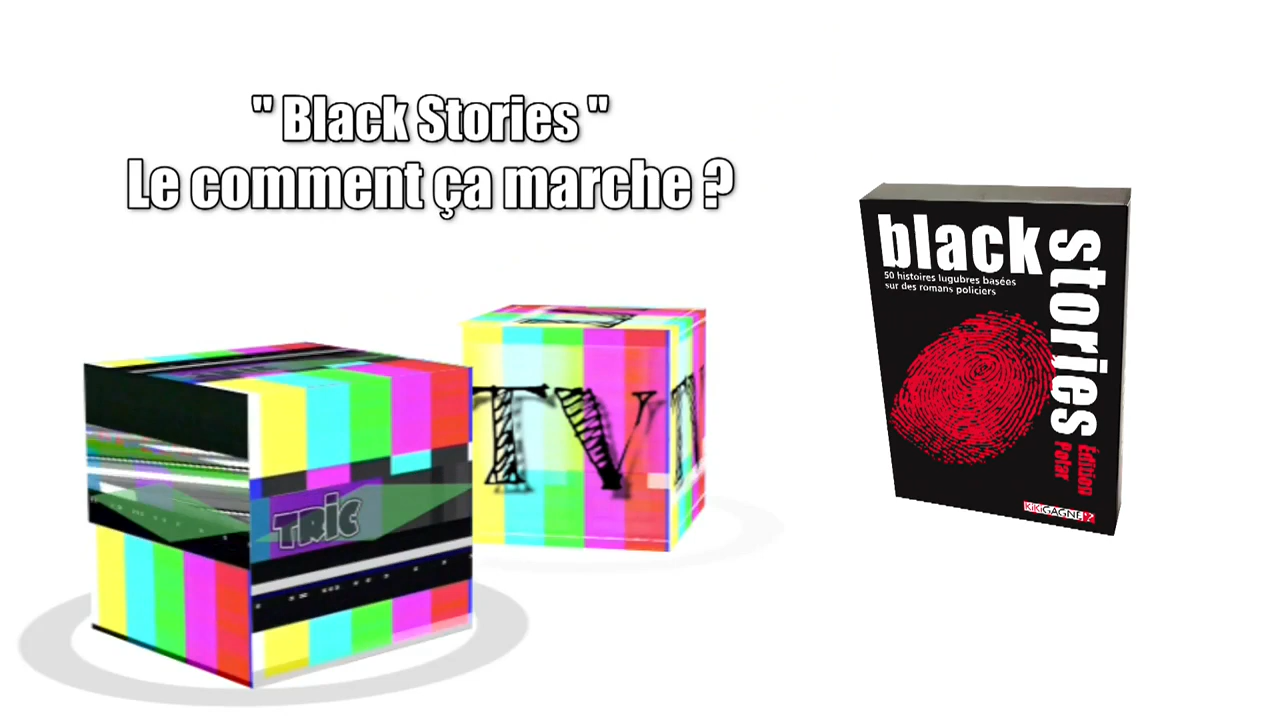 " Black Stories "
Le comment ça marche ?
black
stories
50 histoires lugubres basées
sur des romans policiers
Édition
Peter
KiKiGAGNE ?
TRIC
TV